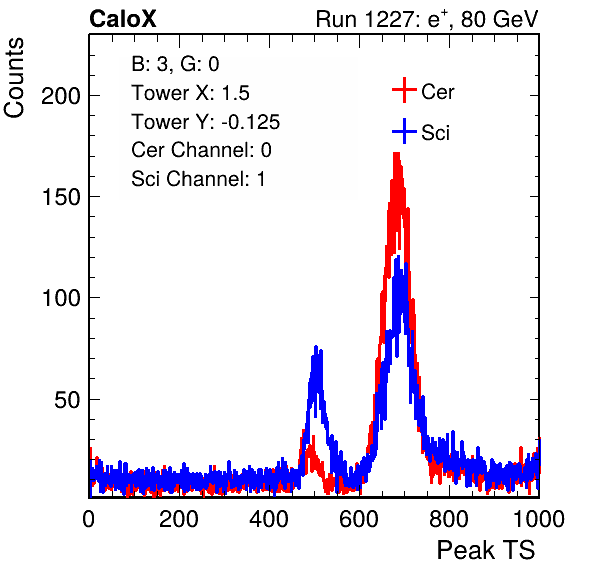 CaloX Run 1227: e⁺, 80 GeV
Counts
B: 3, G: 0
Tower X: 1.5
Tower Y: -0.125
Cer Channel: 0
Sci Channel: 1
Cer
Sci
200
150
100
50
0 200 400 600 800 1000
Peak TS